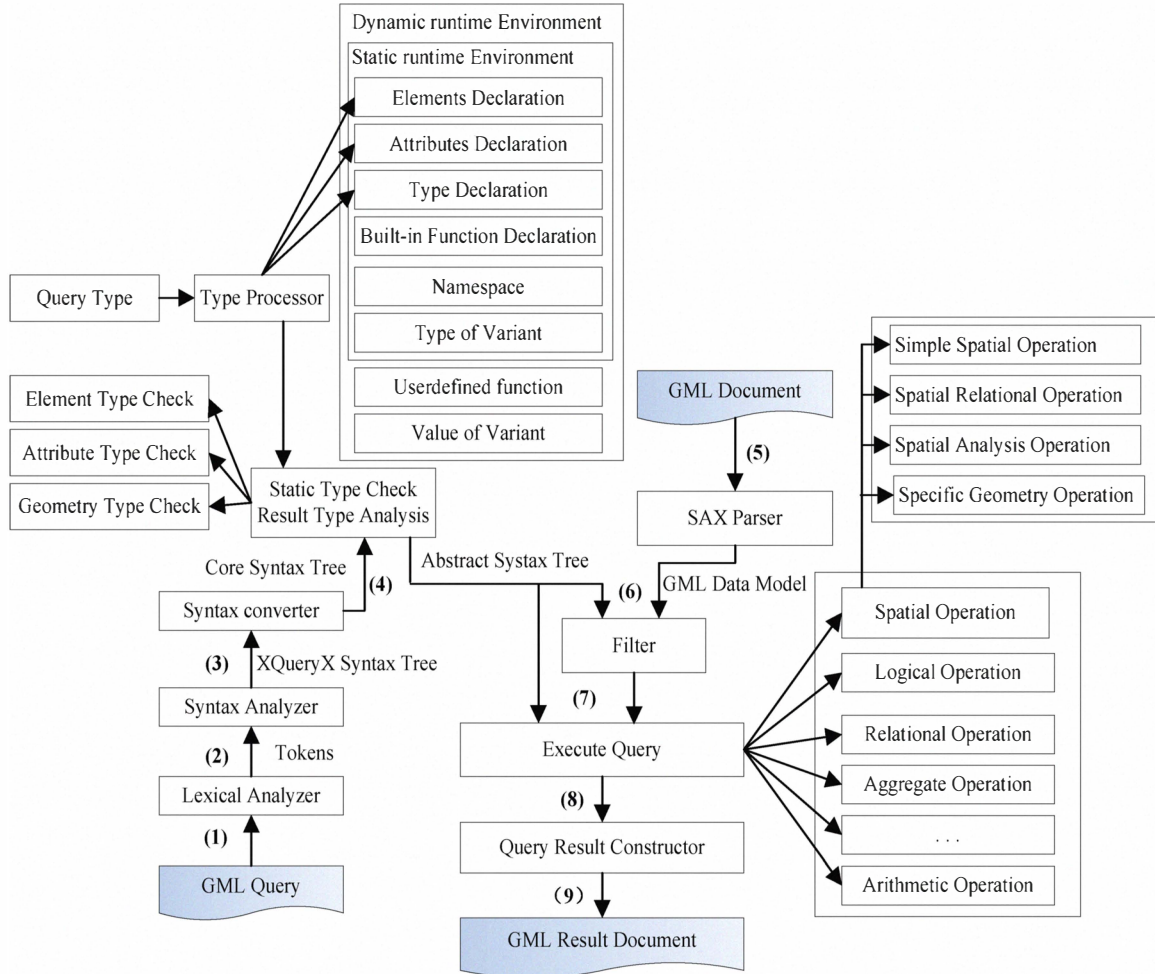 Dynamic runtime Environment
Static runtime Environment
Elements Declaration
Attributes Declaration
Type Declaration
Built-in Function Declaration
Namespace
Type of Variant
Userdefined function
Value of Variant
Query Type
Type Processor
Element Type Check
Attribute Type Check
Geometry Type Check
Static Type Check
Result Type Analysis
Core Syntax Tree
(4)
Abstract Systax Tree
Syntax converter
(3)
XQueryX Syntax Tree
Syntax Analyzer
(2)
Tokens
Lexical Analyzer
(1)
GML Query
GML Document
(5)
SAX Parser
(6)
GML Data Model
Filter
(7)
Execute Query
(8)
Query Result Constructor
(9)
GML Result Document
Simple Spatial Operation
Spatial Relational Operation
Spatial Analysis Operation
Specific Geometry Operation
Spatial Operation
Logical Operation
Relational Operation
Aggregate Operation
. . .
Arithmetic Operation